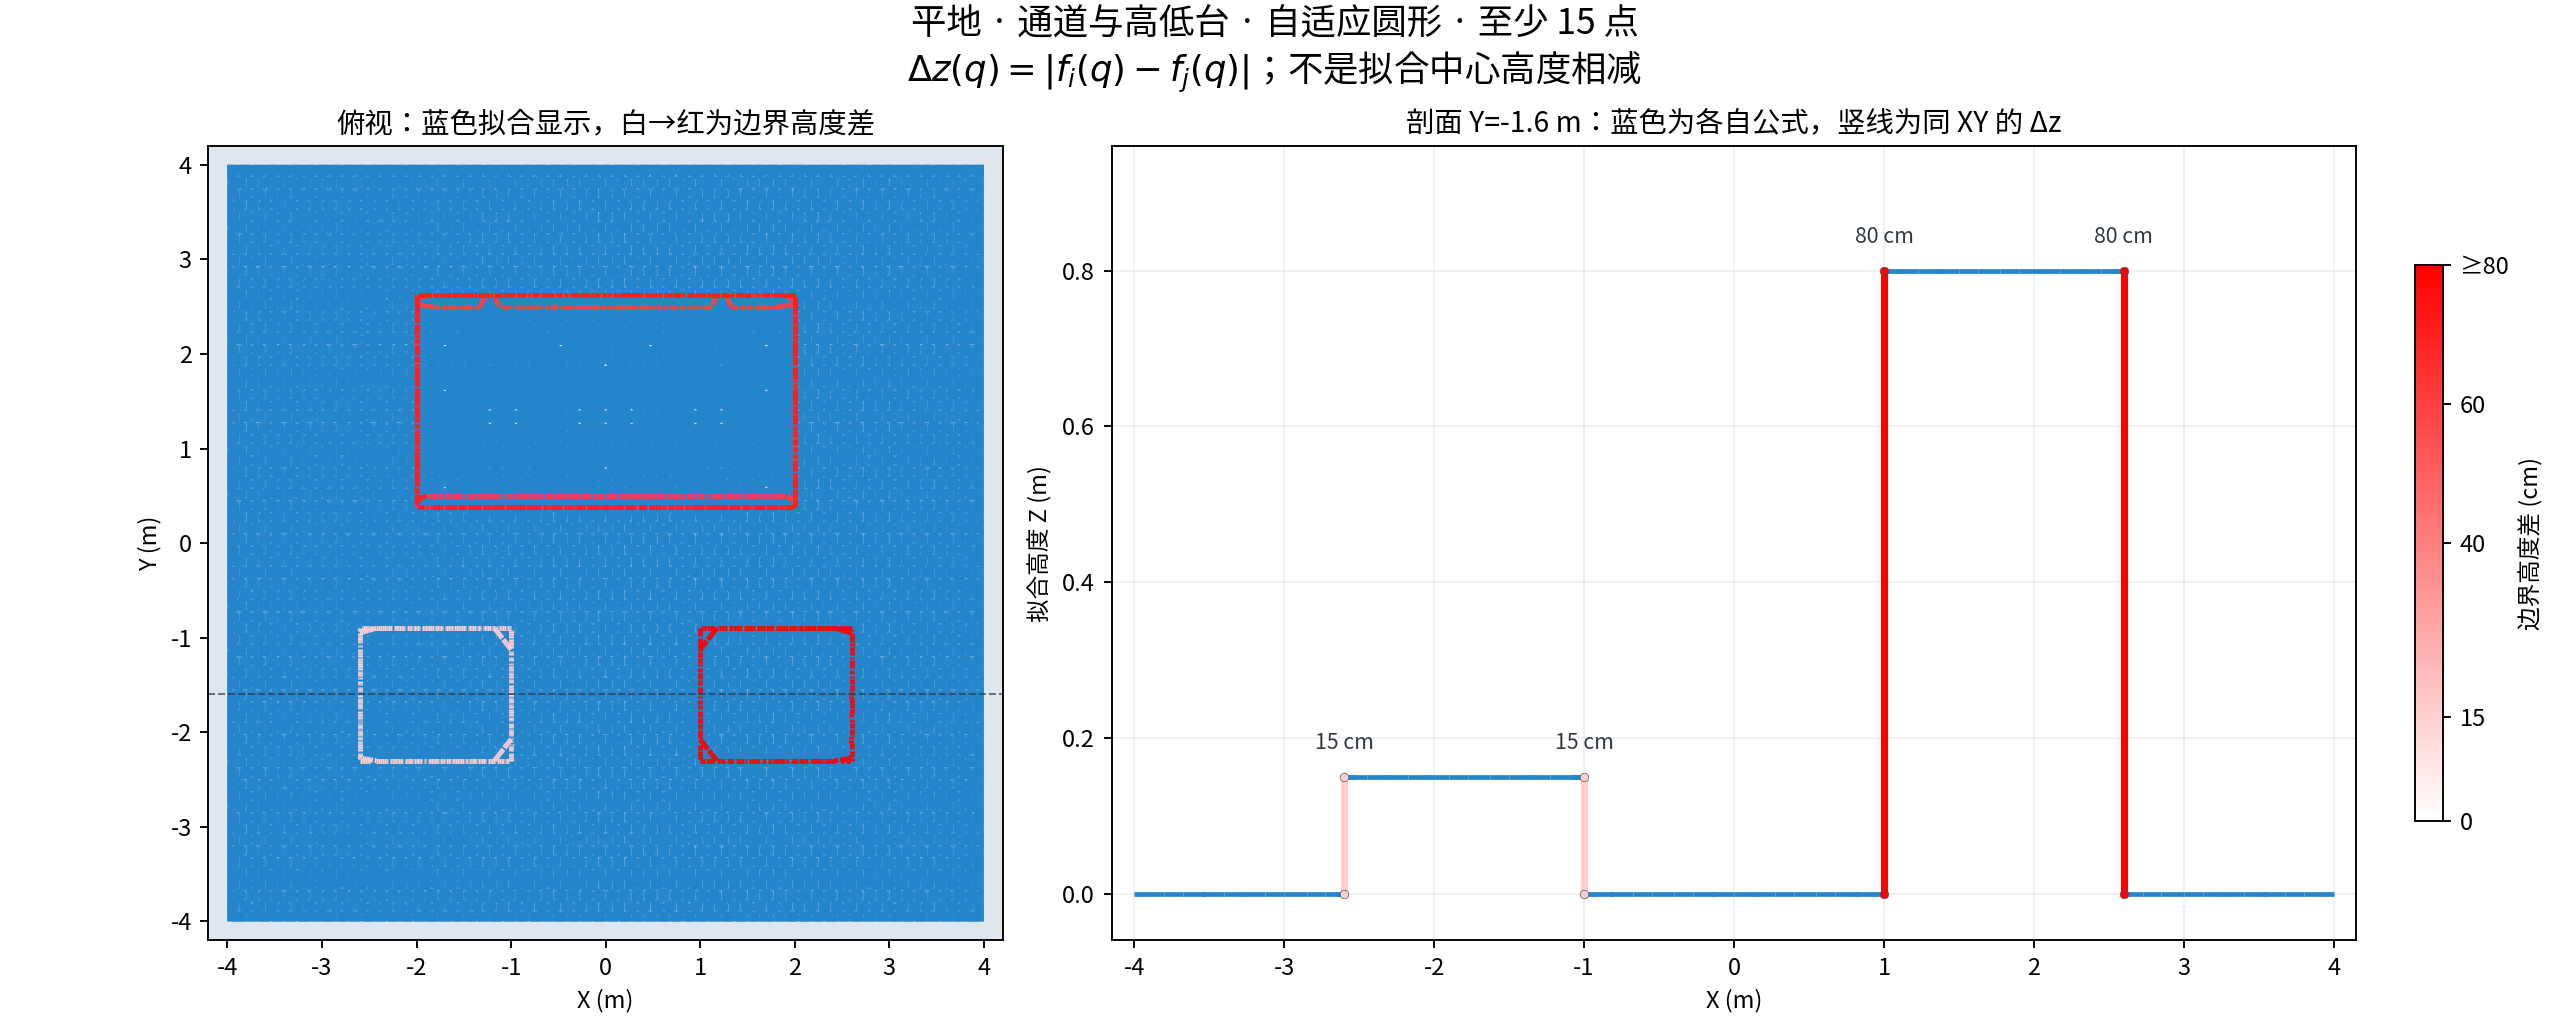 平地 · 通道与高低台 · 自适应圆形 · 至少 15 点
Δz(q) = |fᵢ(q) − fⱼ(q)|；不是拟合中心高度相减
俯视：蓝色拟合显示，白→红为边界高度差
4
3
2
1
0
-1
-2
-3
-4
Y (m)
-4
-3
-2
-1
0
1
2
3
4
X (m)
剖面 Y=-1.6 m：蓝色为各自公式，竖线为同 XY 的 Δz
拟合高度 Z (m)
0.8
0.6
0.4
0.2
0.0
15 cm
15 cm
80 cm
80 cm
-4
-3
-2
-1
0
1
2
3
4
X (m)
≥80
60
40
15
0
边界高度差 (cm)